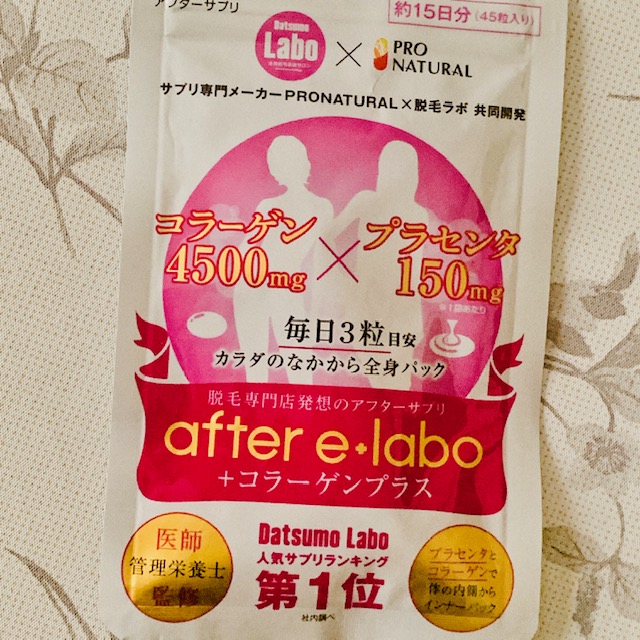 アフターサプリ
約15日分(45粒入り)
Datsumo
Labo
×
PRO
NATURAL
サプリ専門メーカーPRONATURAL×脱毛ラボ 共同開発
コラーゲン
4500mg
×
プラセンタ
150mg
※1袋あたり
毎日3粒目安
カラダのなかから全身パック
脱毛専門店発想のアフターサプリ
after e+labo
+コラーゲンプラス
医師
管理栄養士
監修
Datsumo Labo
人気サプリランキング
第1位
社内調べ
プラセンタと
コラーゲンで
体の内側から
インナーパック